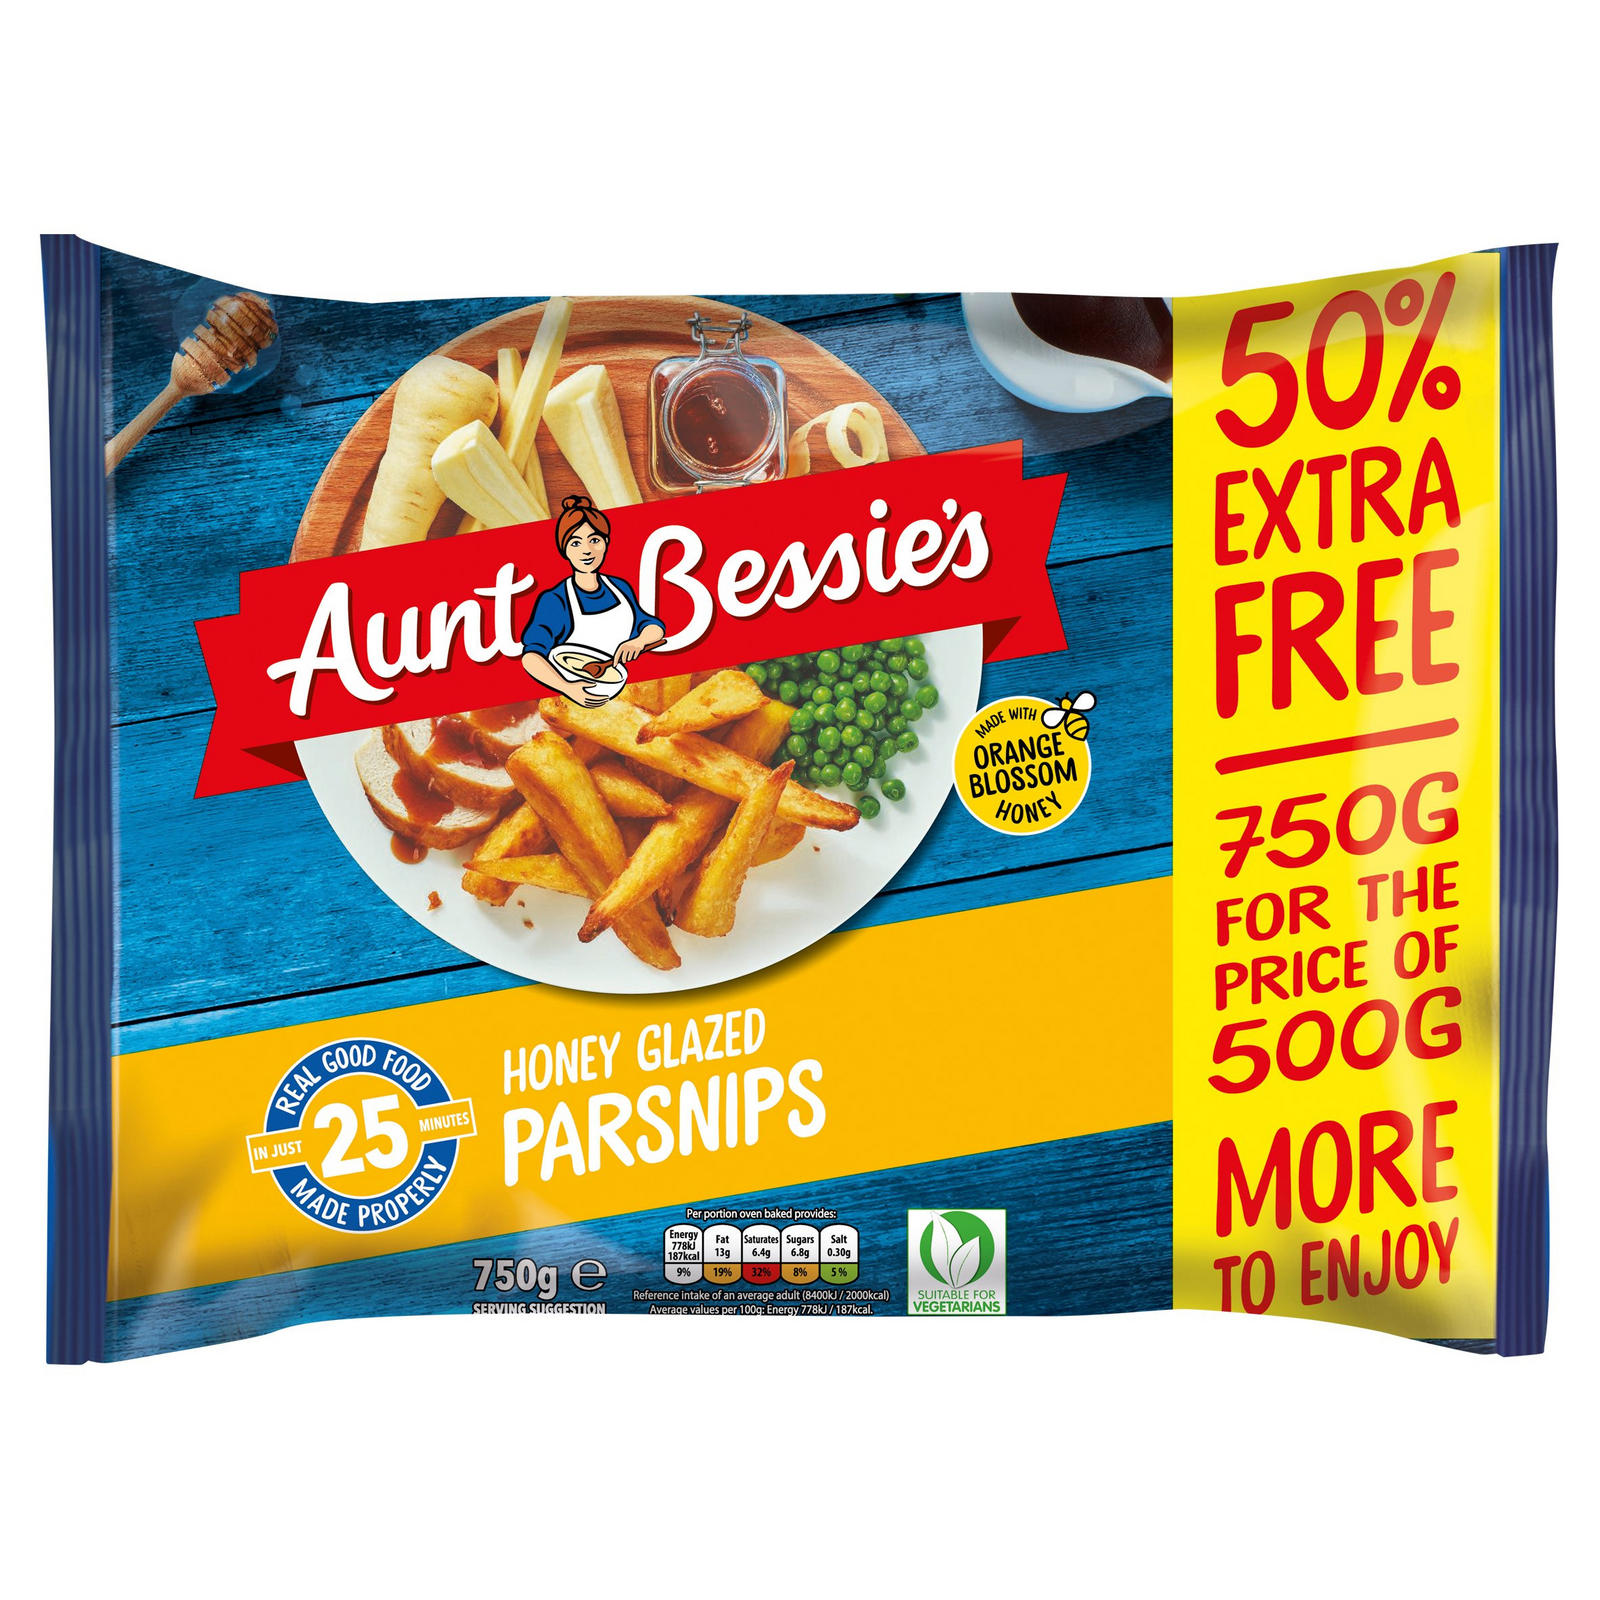 Aunt Bessie's
MADE WITH
ORANGE
BLOSSOM
HONEY
REAL GOOD FOOD
IN JUST 25 MINUTES
MADE PROPERLY
HONEY GLAZED
PARSNIPS
750g e
SERVING SUGGESTION
Per portion oven baked provides:
Energy
778kJ
187kcal
9%
Fat
13g
19%
Saturates
6.4g
32%
Sugars
6.8g
8%
Salt
0.30g
5%
Reference intake of an average adult (8400kJ / 2000kcal)
Average values per 100g: Energy 778kJ / 187kcal.
SUITABLE FOR
VEGETARIANS
50%
EXTRA
FREE
750G
FOR THE
PRICE OF
500G
MORE
TO ENJOY